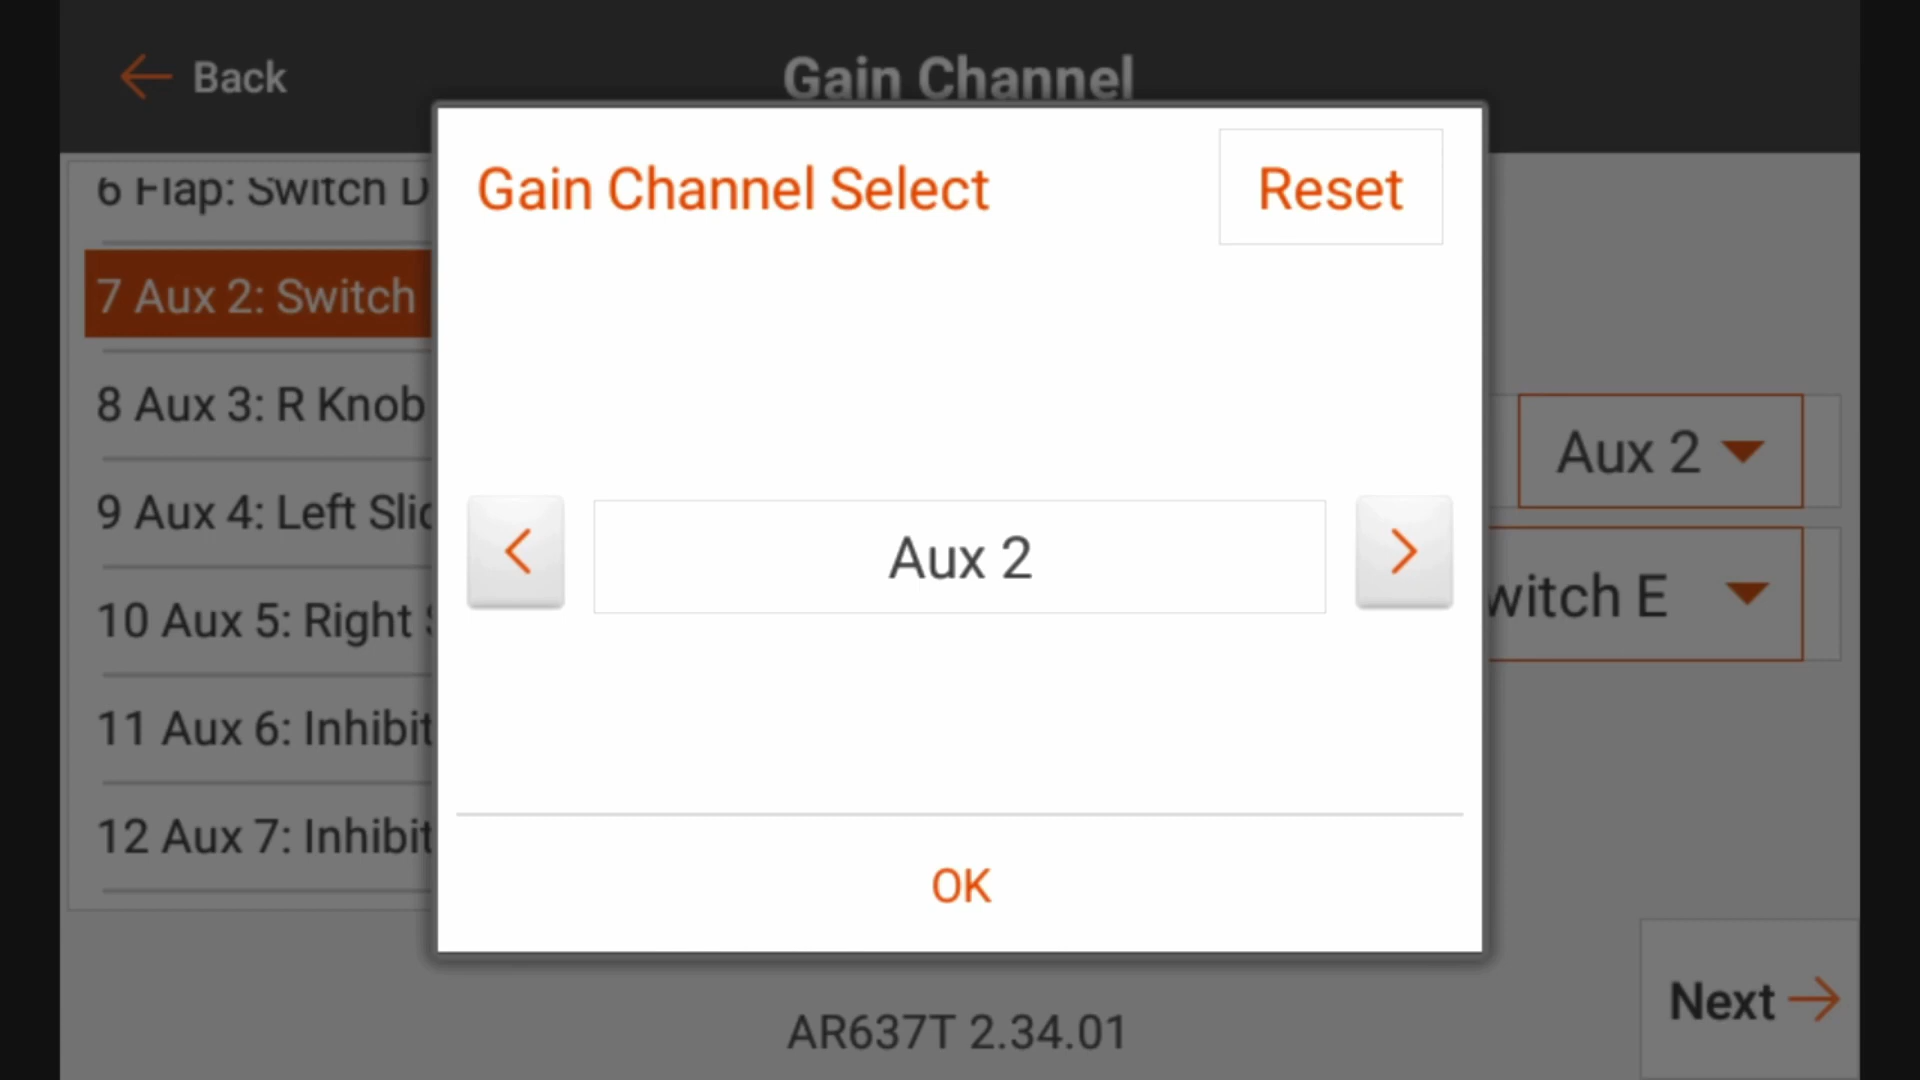 Back
Gain Channel
Gain Channel Select
Reset
6 Flap: Switch D
7 Aux 2: Switch
8 Aux 3: R Knob
9 Aux 4: Left
10 Aux 5: Right
11 Aux 6: Inhibit
12 Aux 7: Inhibit
Aux 2
OK
Aux 2
witch E
Next
AR637T 2.34.01